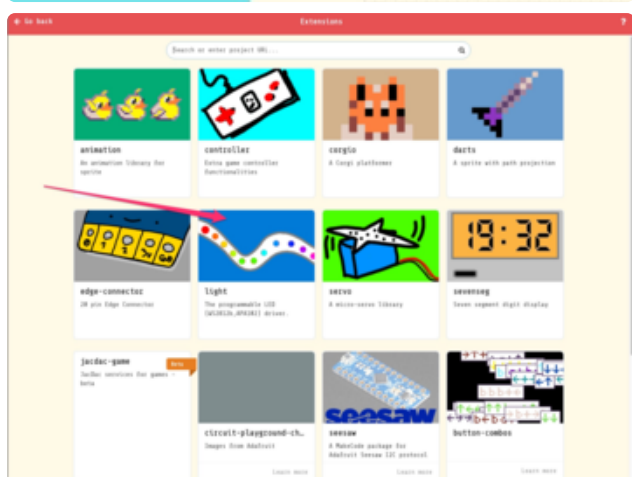 Go back
Extensions
?
Search or enter project URL...
animation
An animation library for
sprite
controller
Extra game controller
functionalities
corgio
A Corgi platformer
darts
A sprite with path projection
19:32
edge-connector
20 pin Edge Connector
light
The programmable LED
(WS2812b,APA102) driver.
servo
A micro-servo library
sevenseg
Seven segment digit display
jacdac-game
Beta
JacDac services for games -
beta
circuit-playground-ch...
Images from Adafruit
Learn more
seesaw
seesaw
A MakeCode package for
Adafruit Seesaw I2C protocol
Learn more
button-combos
Learn more